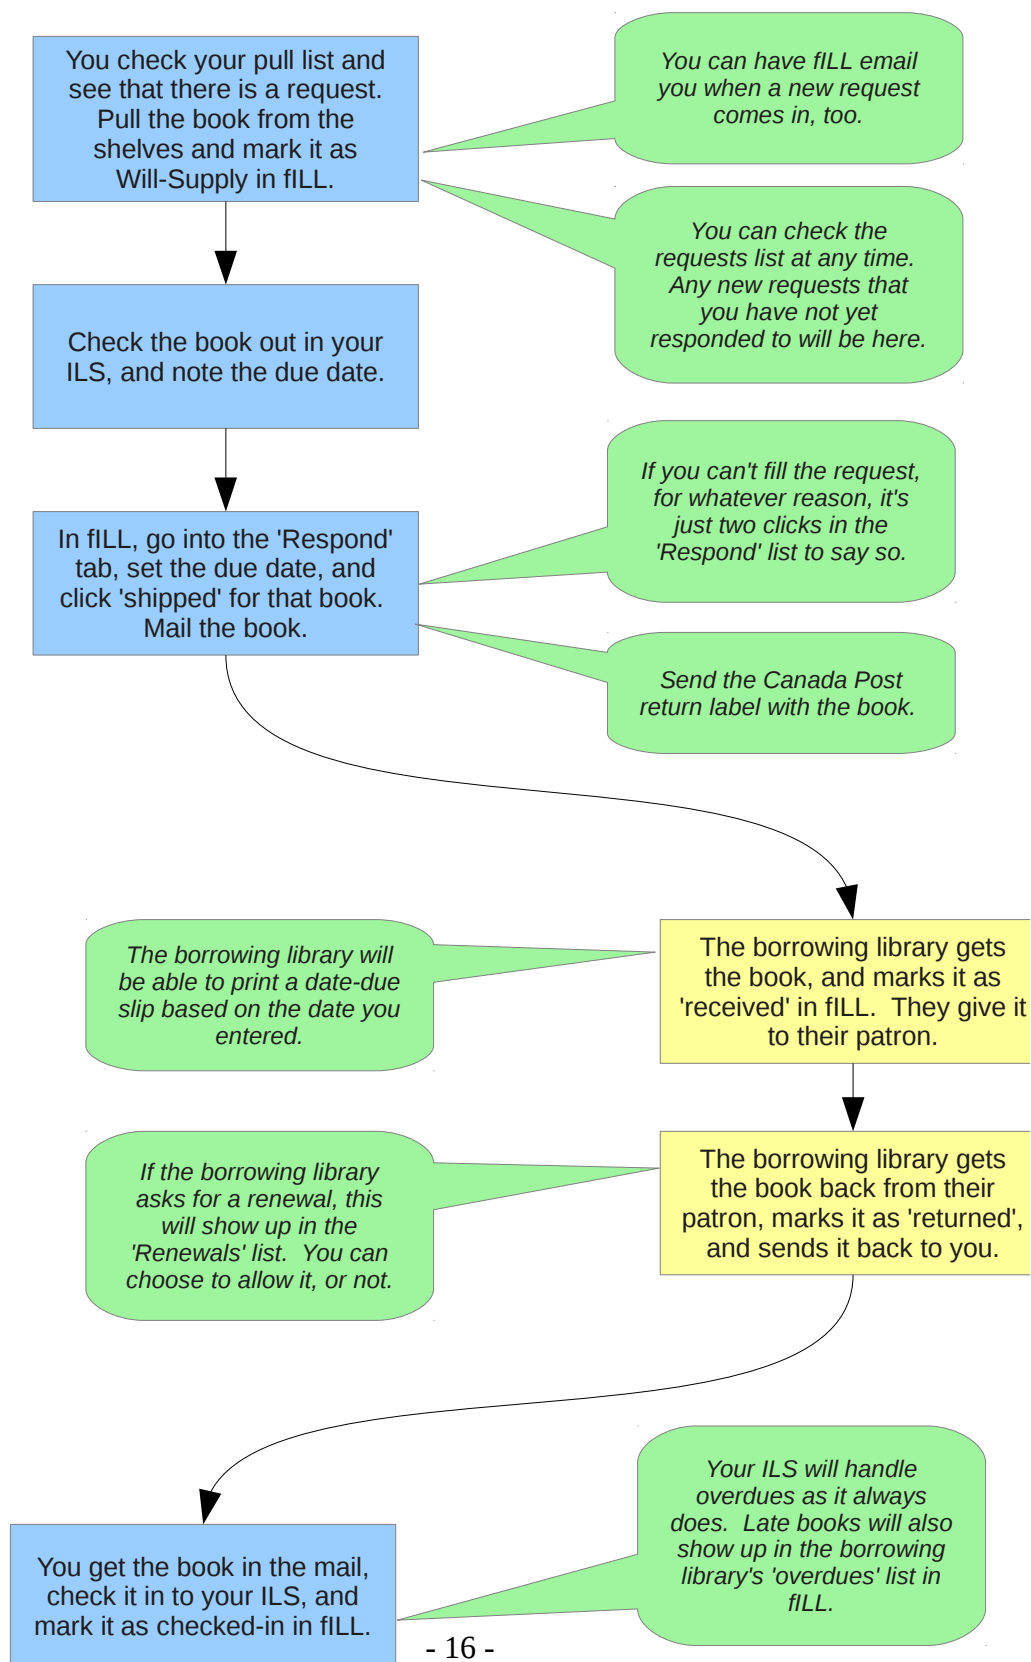 You check your pull list and
see that there is a request.
Pull the book from the
shelves and mark it as
Will-Supply in fILL.
You can have fILL email
you when a new request
comes in, too.
You can check the
requests list at any time.
Any new requests that
you have not yet
responded to will be here.
Check the book out in your
ILS, and note the due date.
If you can't fill the request,
for whatever reason, it's
just two clicks in the
'Respond' list to say so.
In fILL, go into the 'Respond'
tab, set the due date, and
click 'shipped' for that book.
Mail the book.
Send the Canada Post
return label with the book.
The borrowing library will
be able to print a date-due
slip based on the date you
entered.
The borrowing library gets
the book, and marks it as
'received' in fILL.  They give it
to their patron.
If the borrowing library
asks for a renewal, this
will show up in the
'Renewals' list.  You can
choose to allow it, or not.
The borrowing library gets
the book back from their
patron, marks it as 'returned',
and sends it back to you.
Your ILS will handle
overdues as it always
does.  Late books will also
show up in the borrowing
library's 'overdues' list in
fILL.
You get the book in the mail,
check it in to your ILS, and
mark it as checked-in in fILL.
- 16 -